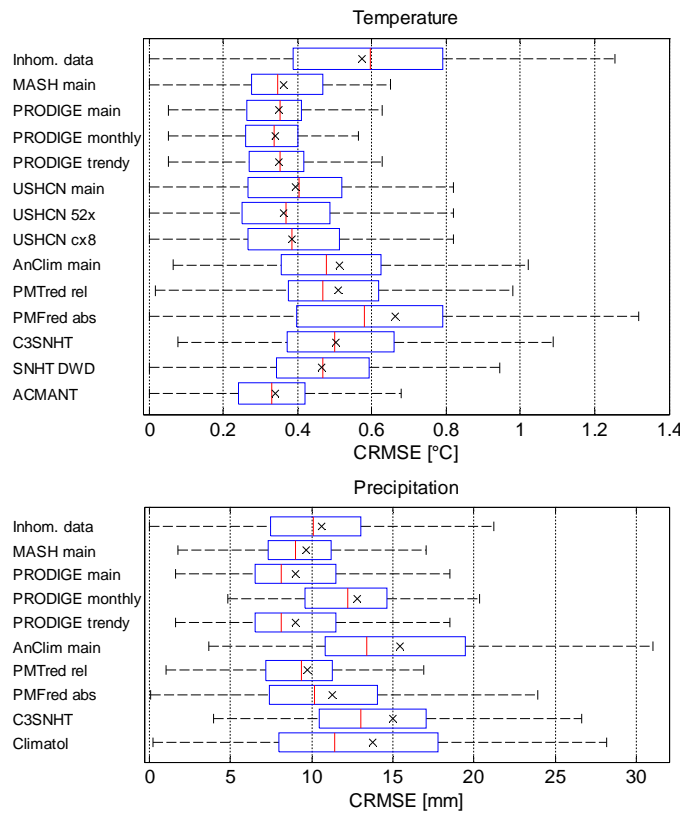 Temperature
Inhom. data
MASH main
PRODIGE main
PRODIGE monthly
PRODIGE trendy
USHCN main
USHCN 52x
USHCN cx8
AnClim main
PMTred rel
PMFred abs
C3SNHT
SNHT DWD
ACMANT
0 0.2 0.4 0.6 0.8 1 1.2 1.4
CRMSE [°C]
Precipitation
Inhom. data
MASH main
PRODIGE main
PRODIGE monthly
PRODIGE trendy
AnClim main
PMTred rel
PMFred abs
C3SNHT
Climatol
0 5 10 15 20 25 30
CRMSE [mm]